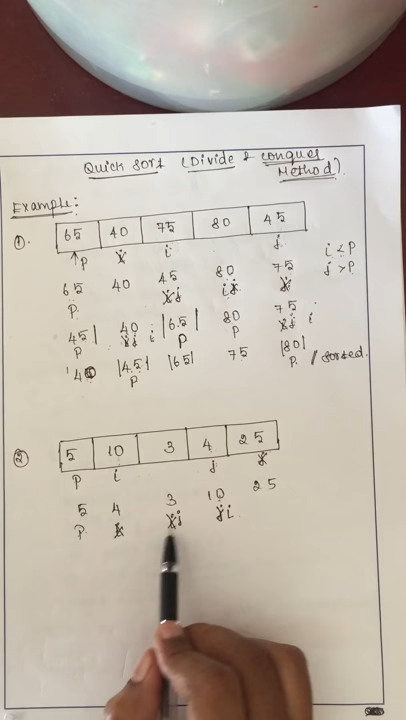 Quick Sort (Divide & Conquer Method).
Example:
①. 65 40 75 80 45
↑P i i j
65 40 45 80 75 i < P
P. i j i j j j > P
45| 40 i |65| 80 75 i
P i j P P i j
40 |45| |65| 75 |80| // sorted.
P P.
② 5 10 3 4 25
P i j j
5 4 3 10 25
P. i i j j i